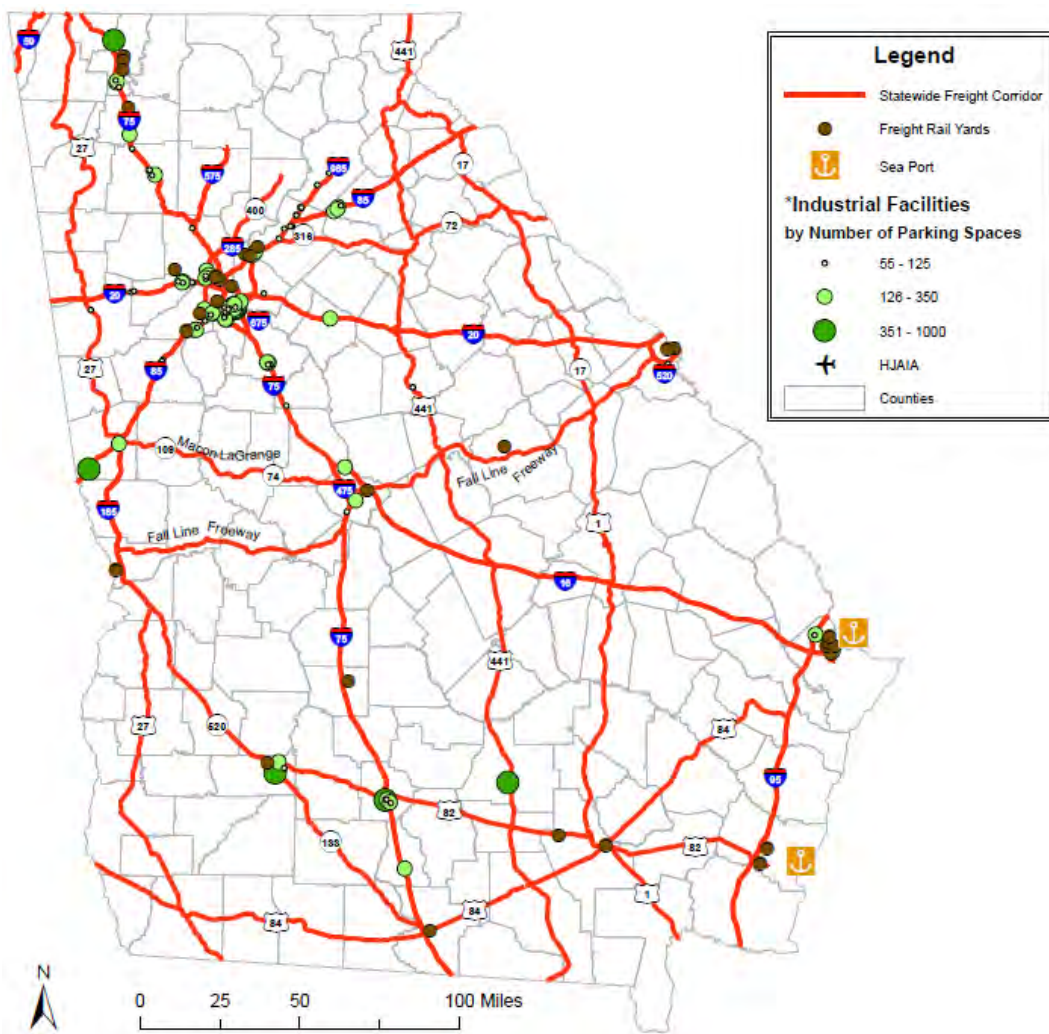 Legend
Statewide Freight Corridor
Freight Rail Yards
Sea Port
*Industrial Facilities
by Number of Parking Spaces
55 - 125
126 - 350
351 - 1000
HJAIA
Counties
59
441
75
27
575
985
85
17
400
316
72
285
20
675
20
27
85
75
441
17
520
109
Macon LaGrange
74
475
Fall Line Freeway
185
Fall Line Freeway
1
16
75
441
27
520
84
95
82
133
82
1
84
84
N
0
25
50
100 Miles